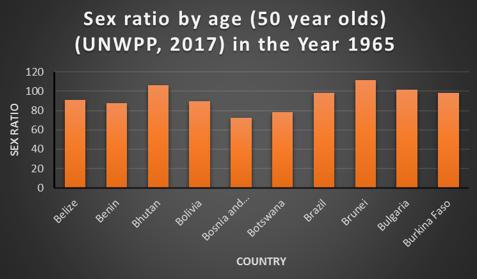 Sex ratio by age (50 year olds)
(UNWPP, 2017) in the Year 1965
120
100
80
60
40
20
0
SEX RATIO
Belize
Benin
Bhutan
Bolivia
Bosnia and...
Botswana
Brazil
Brunei
Bulgaria
Burkina Faso
COUNTRY